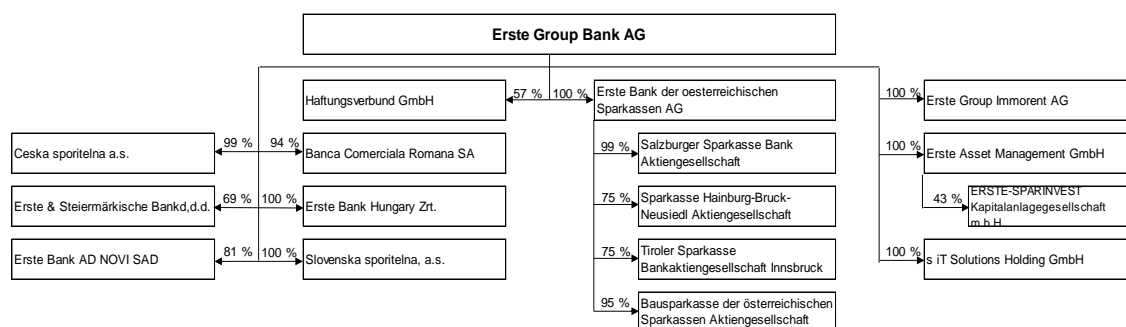 Erste Group Bank AG
Haftungsverbund GmbH
57 %
100 %
Erste Bank der oesterreichischen
Sparkassen AG
100 %
Erste Group Immorent AG
Ceska sporitelna a.s.
99 %
94 %
Banca Comerciala Romana SA
99 %
Salzburger Sparkasse Bank
Aktiengesellschaft
100 %
Erste Asset Management GmbH
Erste & Steiermärkische Bankd,d.d.
69 %
100 %
Erste Bank Hungary Zrt.
75 %
Sparkasse Hainburg-Bruck-
Neusiedl Aktiengesellschaft
43 %
ERSTE-SPARINVEST
Kapitalanlagegesellschaft
m.b.H.
Erste Bank AD NOVI SAD
81 %
100 %
Slovenska sporitelna, a.s.
75 %
Tiroler Sparkasse
Bankaktiengesellschaft Innsbruck
100 %
s iT Solutions Holding GmbH
95 %
Bausparkasse der österreichischen
Sparkassen Aktiengesellschaft